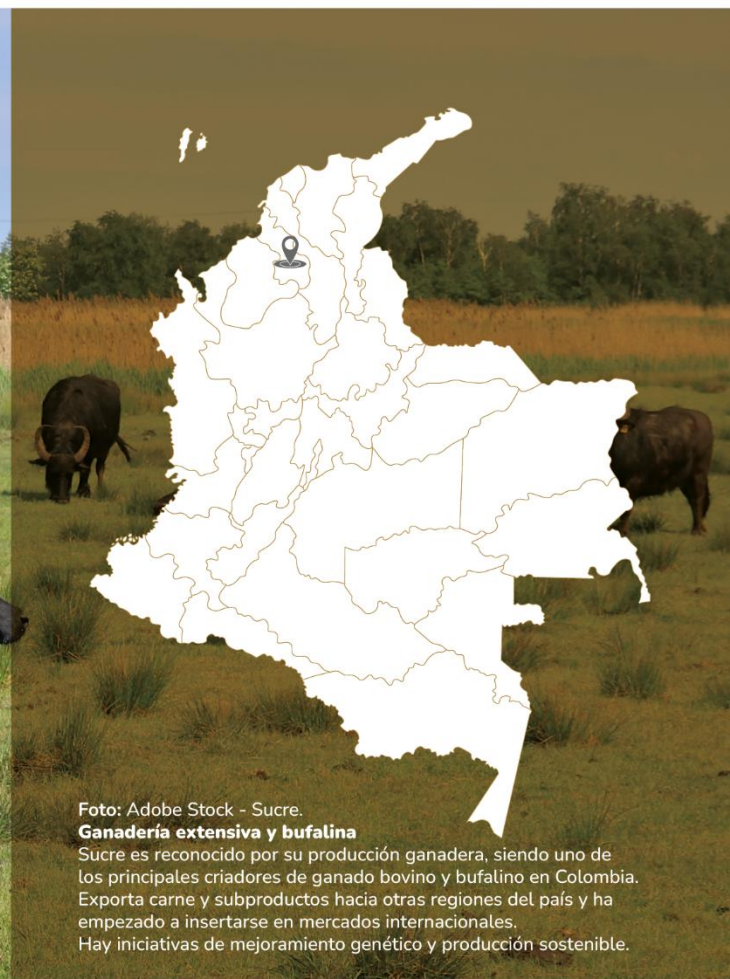 Foto: Adobe Stock - Sucre.
Ganadería extensiva y bufalina
Sucre es reconocido por su producción ganadera, siendo uno de
los principales criadores de ganado bovino y bufalino en Colombia.
Exporta carne y subproductos hacia otras regiones del país y ha
empezado a insertarse en mercados internacionales.
Hay iniciativas de mejoramiento genético y producción sostenible.